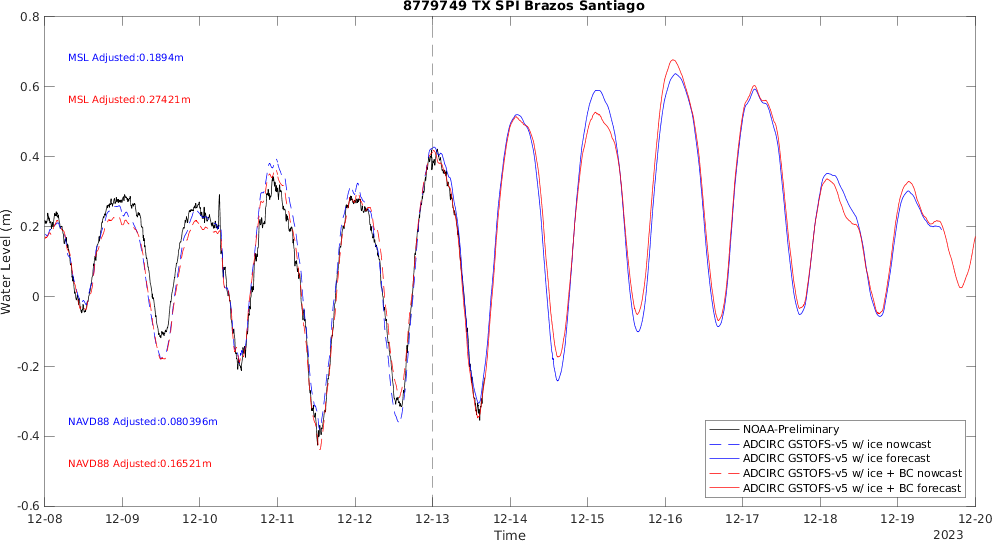 8779749 TX SPI Brazos Santiago
0.8
0.6
0.4
0.2
0
-0.2
-0.4
-0.6
Water Level (m)
MSL Adjusted:0.1894m
MSL Adjusted:0.27421m
NAVD88 Adjusted:0.080396m
NAVD88 Adjusted:0.16521m
NOAA-Preliminary
ADCIRC GSTOFS-v5 w/ ice nowcast
ADCIRC GSTOFS-v5 w/ ice forecast
ADCIRC GSTOFS-v5 w/ ice + BC nowcast
ADCIRC GSTOFS-v5 w/ ice + BC forecast
12-08 12-09 12-10 12-11 12-12 12-13 12-14 12-15 12-16 12-17 12-18 12-19 12-20
Time
2023